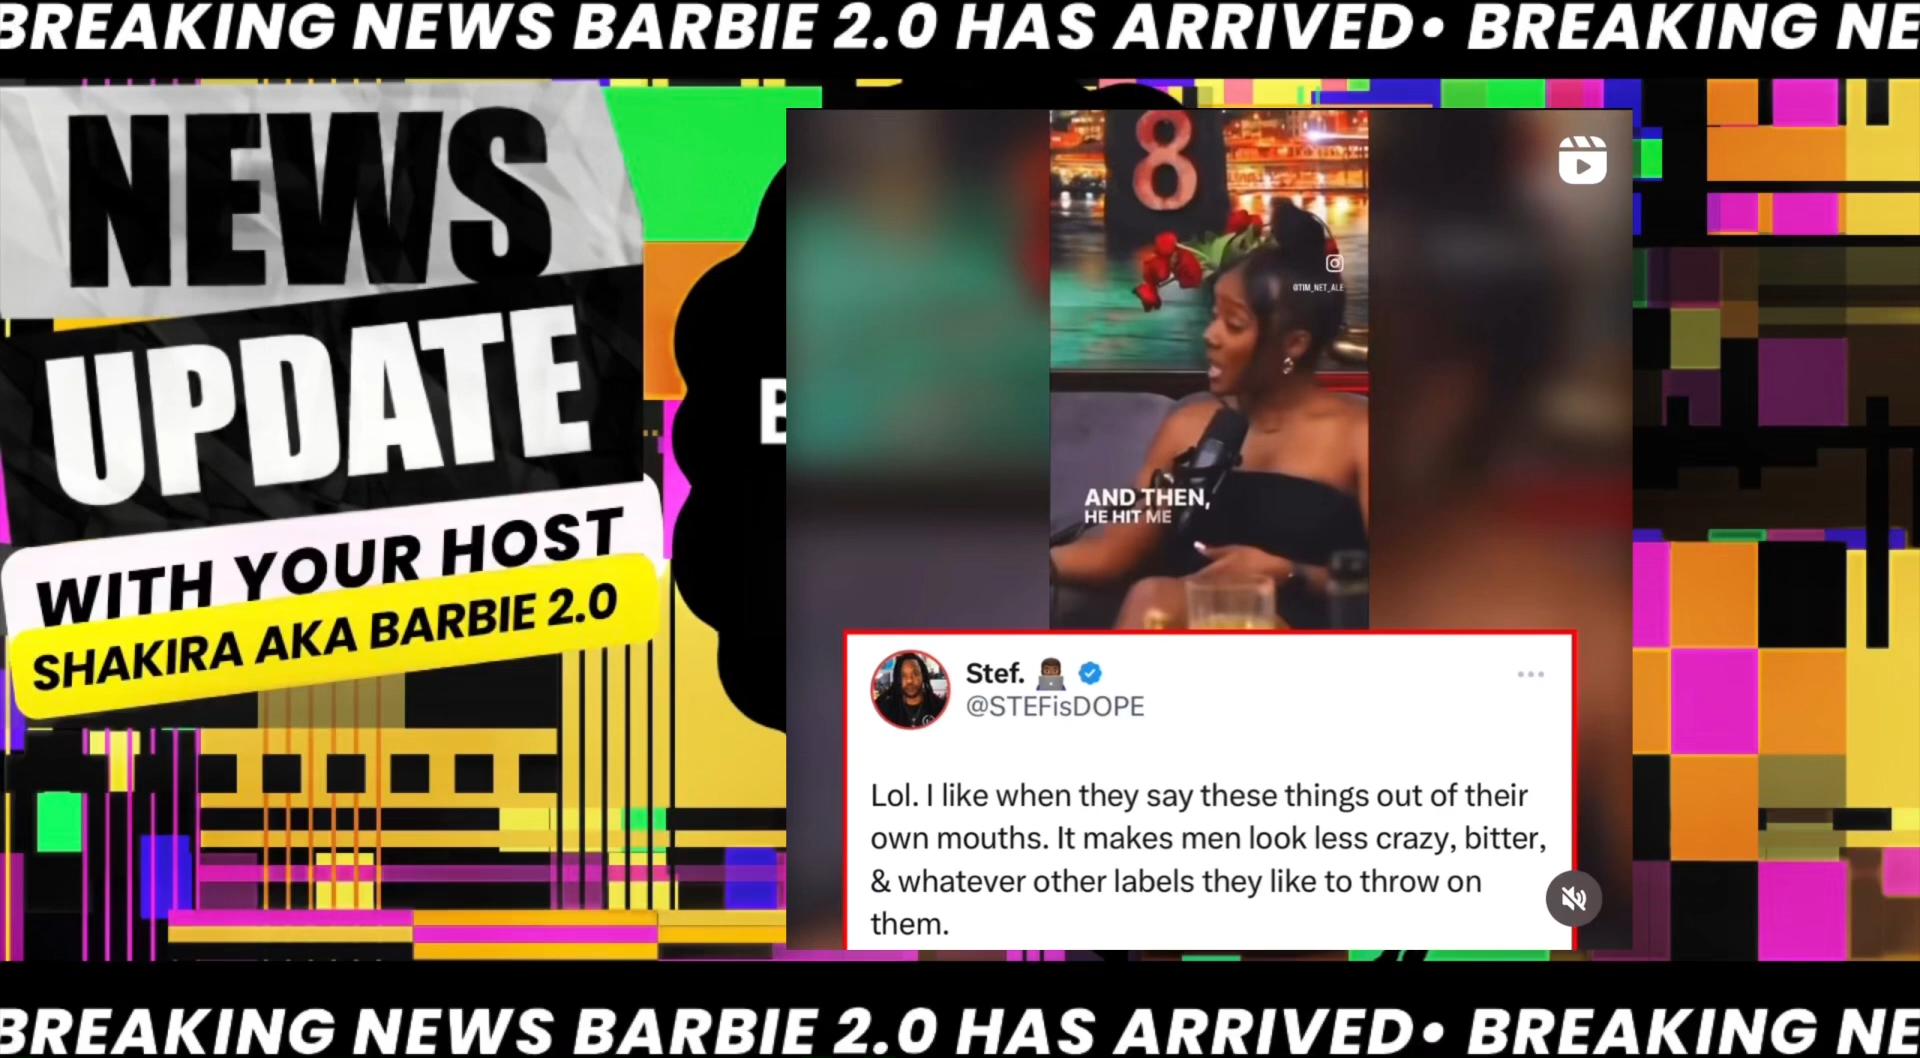 BREAKING NEWS BARBIE 2.0 HAS ARRIVED• BREAKING NE
NEWS
UPDATE
WITH YOUR HOST
SHAKIRA AKA BARBIE 2.0
B
8
@TIM_NET_ALE
AND THEN,
HE HIT ME
Stef.
@STEFisDOPE
Lol. I like when they say these things out of their
own mouths. It makes men look less crazy, bitter,
& whatever other labels they like to throw on
them.
BREAKING NEWS BARBIE 2.0 HAS ARRIVED• BREAKING NE